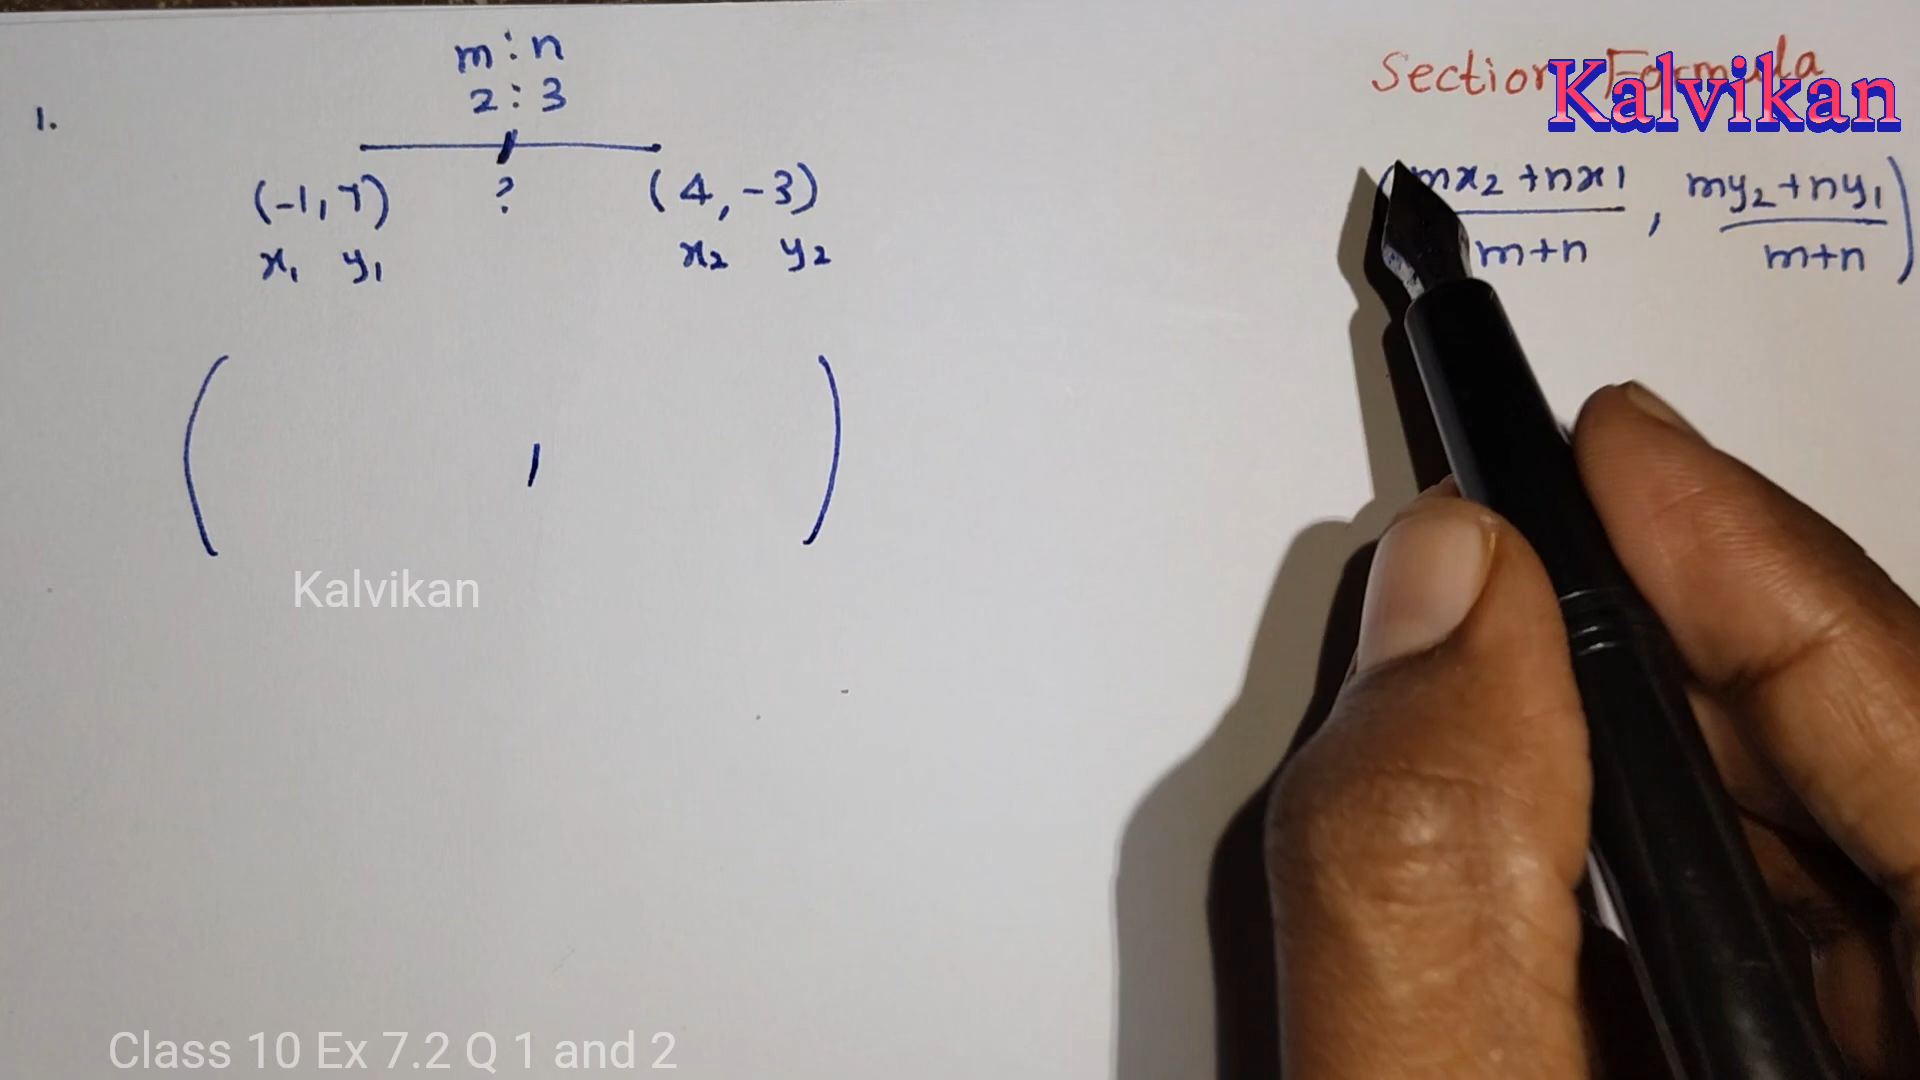 m : n
2 : 3
1.
(-1, 7) ? (4, -3)
x₁ y₁ x₂ y₂
( , )
Section Formula
Kalvikan
(mx₂+nx₁/m+n , my₂+ny₁/m+n)
Kalvikan
Class 10 Ex 7.2 Q 1 and 2